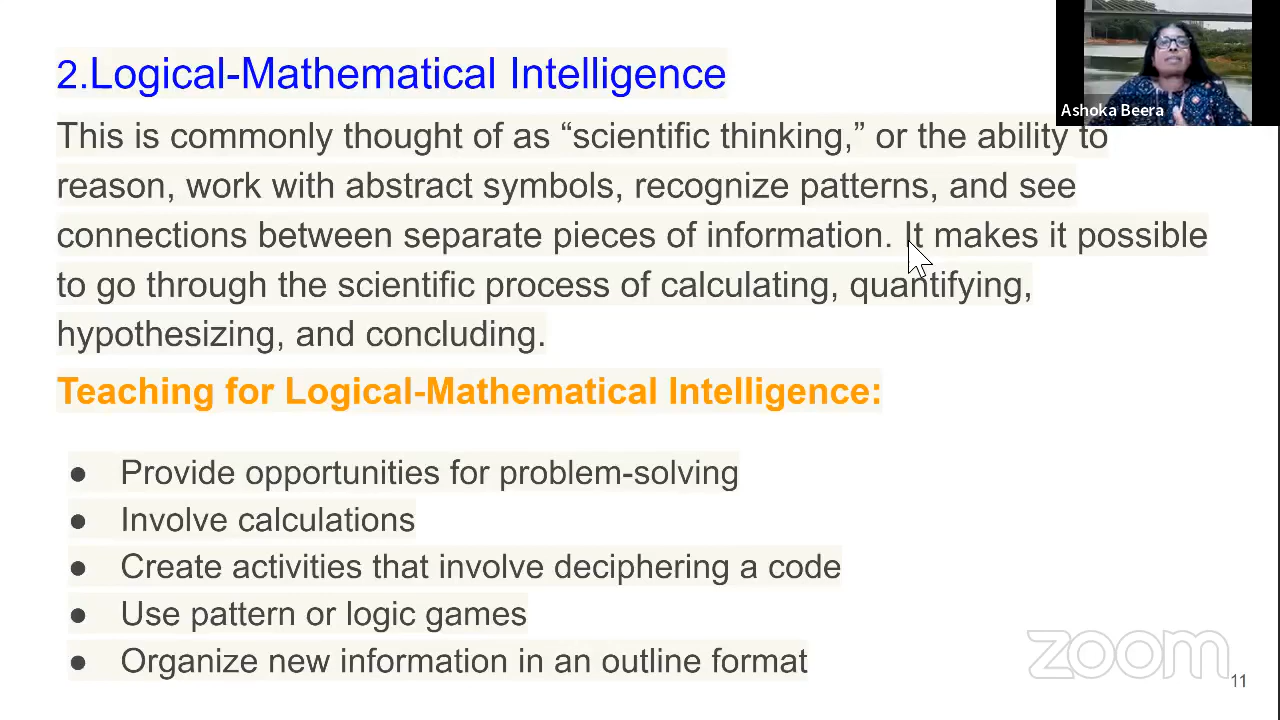 2.Logical-Mathematical Intelligence
Ashoka Beera
This is commonly thought of as “scientific thinking,” or the ability to
reason, work with abstract symbols, recognize patterns, and see
connections between separate pieces of information. It makes it possible
to go through the scientific process of calculating, quantifying,
hypothesizing, and concluding.
Teaching for Logical-Mathematical Intelligence:
● Provide opportunities for problem-solving
● Involve calculations
● Create activities that involve deciphering a code
● Use pattern or logic games
● Organize new information in an outline format
zoom
11